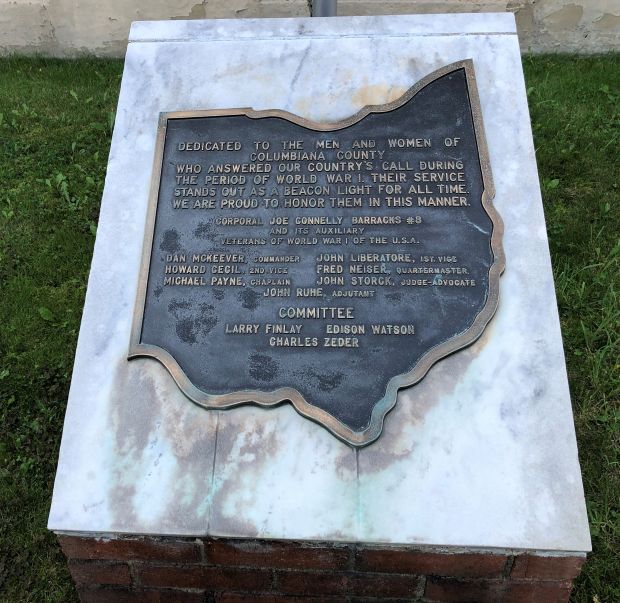 DEDICATED TO THE MEN AND WOMEN OF
COLUMBIANA COUNTY
WHO ANSWERED OUR COUNTRY'S CALL DURING
THE PERIOD OF WORLD WAR I. THEIR SERVICE
STANDS OUT AS A BEACON LIGHT FOR ALL TIME.
WE ARE PROUD TO HONOR THEM IN THIS MANNER.
CORPORAL JOE CONNELLY BARRACKS #8
AND ITS AUXILIARY
VETERANS OF WORLD WAR I OF THE U.S.A.
DAN MCKEEVER, COMMANDER JOHN LIBERATORE, 1ST. VICE
HOWARD CECIL, 2ND. VICE FRED NEISER, QUARTERMASTER
MICHAEL PAYNE, CHAPLAIN JOHN STORCK, JUDGE-ADVOCATE
JOHN RUHE, ADJUTANT
COMMITTEE
LARRY FINLAY EDISON WATSON
CHARLES ZEDER